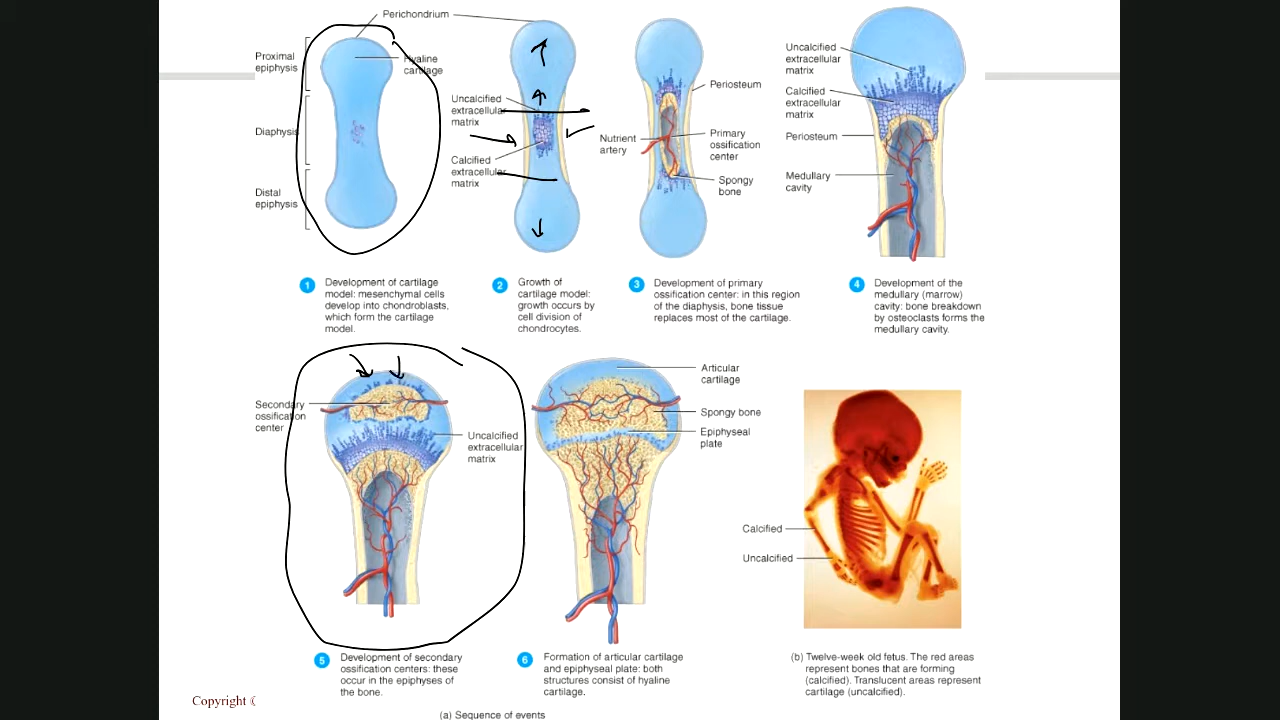 Perichondrium
Proximal
epiphysis
Hyaline
cartilage
Diaphysis
Distal
epiphysis
Uncalcified
extracellular
matrix
Calcified
extracellular
matrix
Periosteum
Nutrient
artery
Primary
ossification
center
Spongy
bone
Uncalcified
extracellular
matrix
Calcified
extracellular
matrix
Periosteum
Medullary
cavity
1 Development of cartilage
model: mesenchymal cells
develop into chondroblasts,
which form the cartilage
model.
2 Growth of
cartilage model:
growth occurs by
cell division of
chondrocytes.
3 Development of primary
ossification center: in this region
of the diaphysis, bone tissue
replaces most of the cartilage.
4 Development of the
medullary (marrow)
cavity: bone breakdown
by osteoclasts forms the
medullary cavity.
Secondary
ossification
center
Uncalcified
extracellular
matrix
Articular
cartilage
Spongy bone
Epiphyseal
plate
Calcified
Uncalcified
5 Development of secondary
ossification centers: these
occur in the epiphyses of
the bone.
6 Formation of articular cartilage
and epiphyseal plate: both
structures consist of hyaline
cartilage.
(b) Twelve-week old fetus. The red areas
represent bones that are forming
(calcified). Translucent areas represent
cartilage (uncalcified).
Copyright
(a) Sequence of events